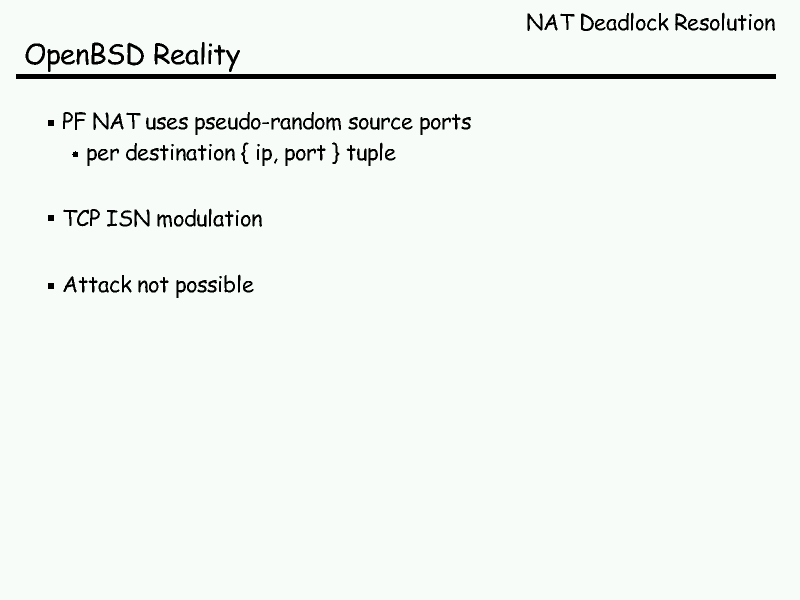 NAT Deadlock Resolution
OpenBSD Reality
▪ PF NAT uses pseudo-random source ports
▪ per destination { ip, port } tuple
▪ TCP ISN modulation
▪ Attack not possible